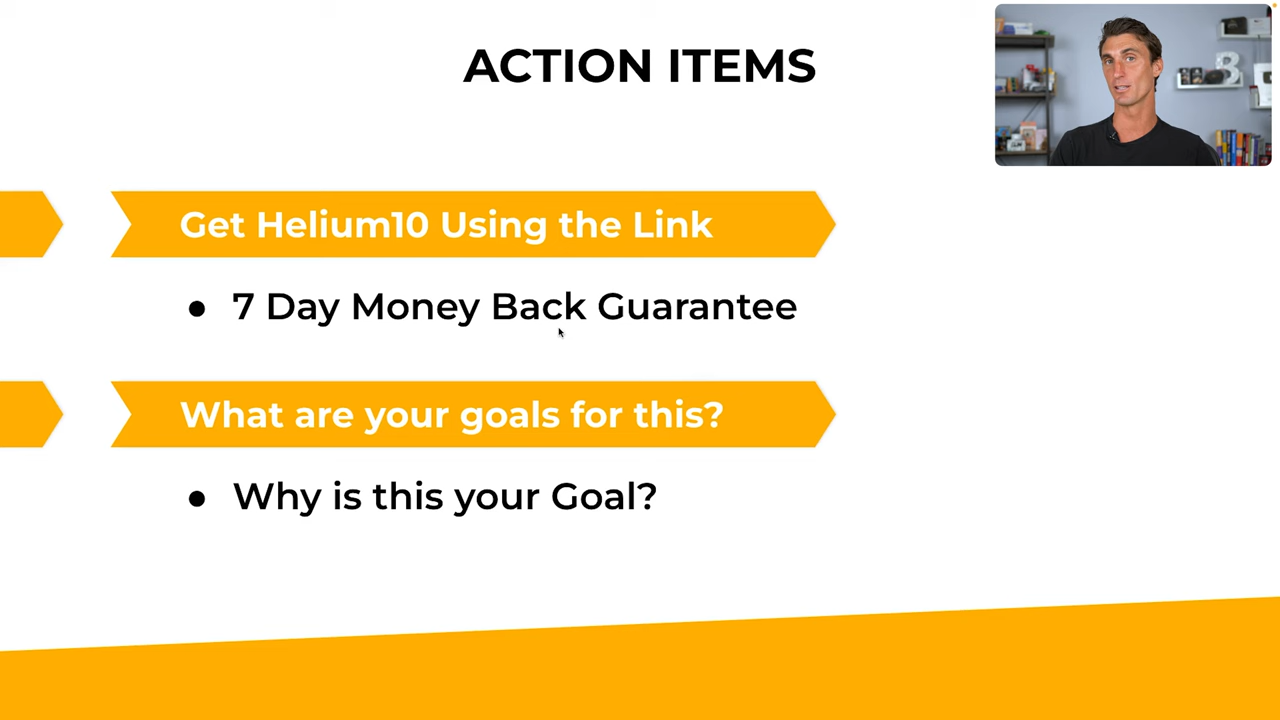 ACTION ITEMS
Get Helium10 Using the Link
● 7 Day Money Back Guarantee
What are your goals for this?
● Why is this your Goal?